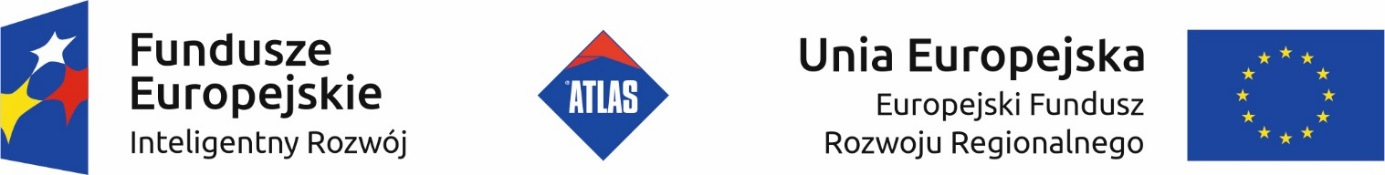 Fundusze
Europejskie
Inteligentny Rozwój
®ATLAS
Unia Europejska
Europejski Fundusz
Rozwoju Regionalnego